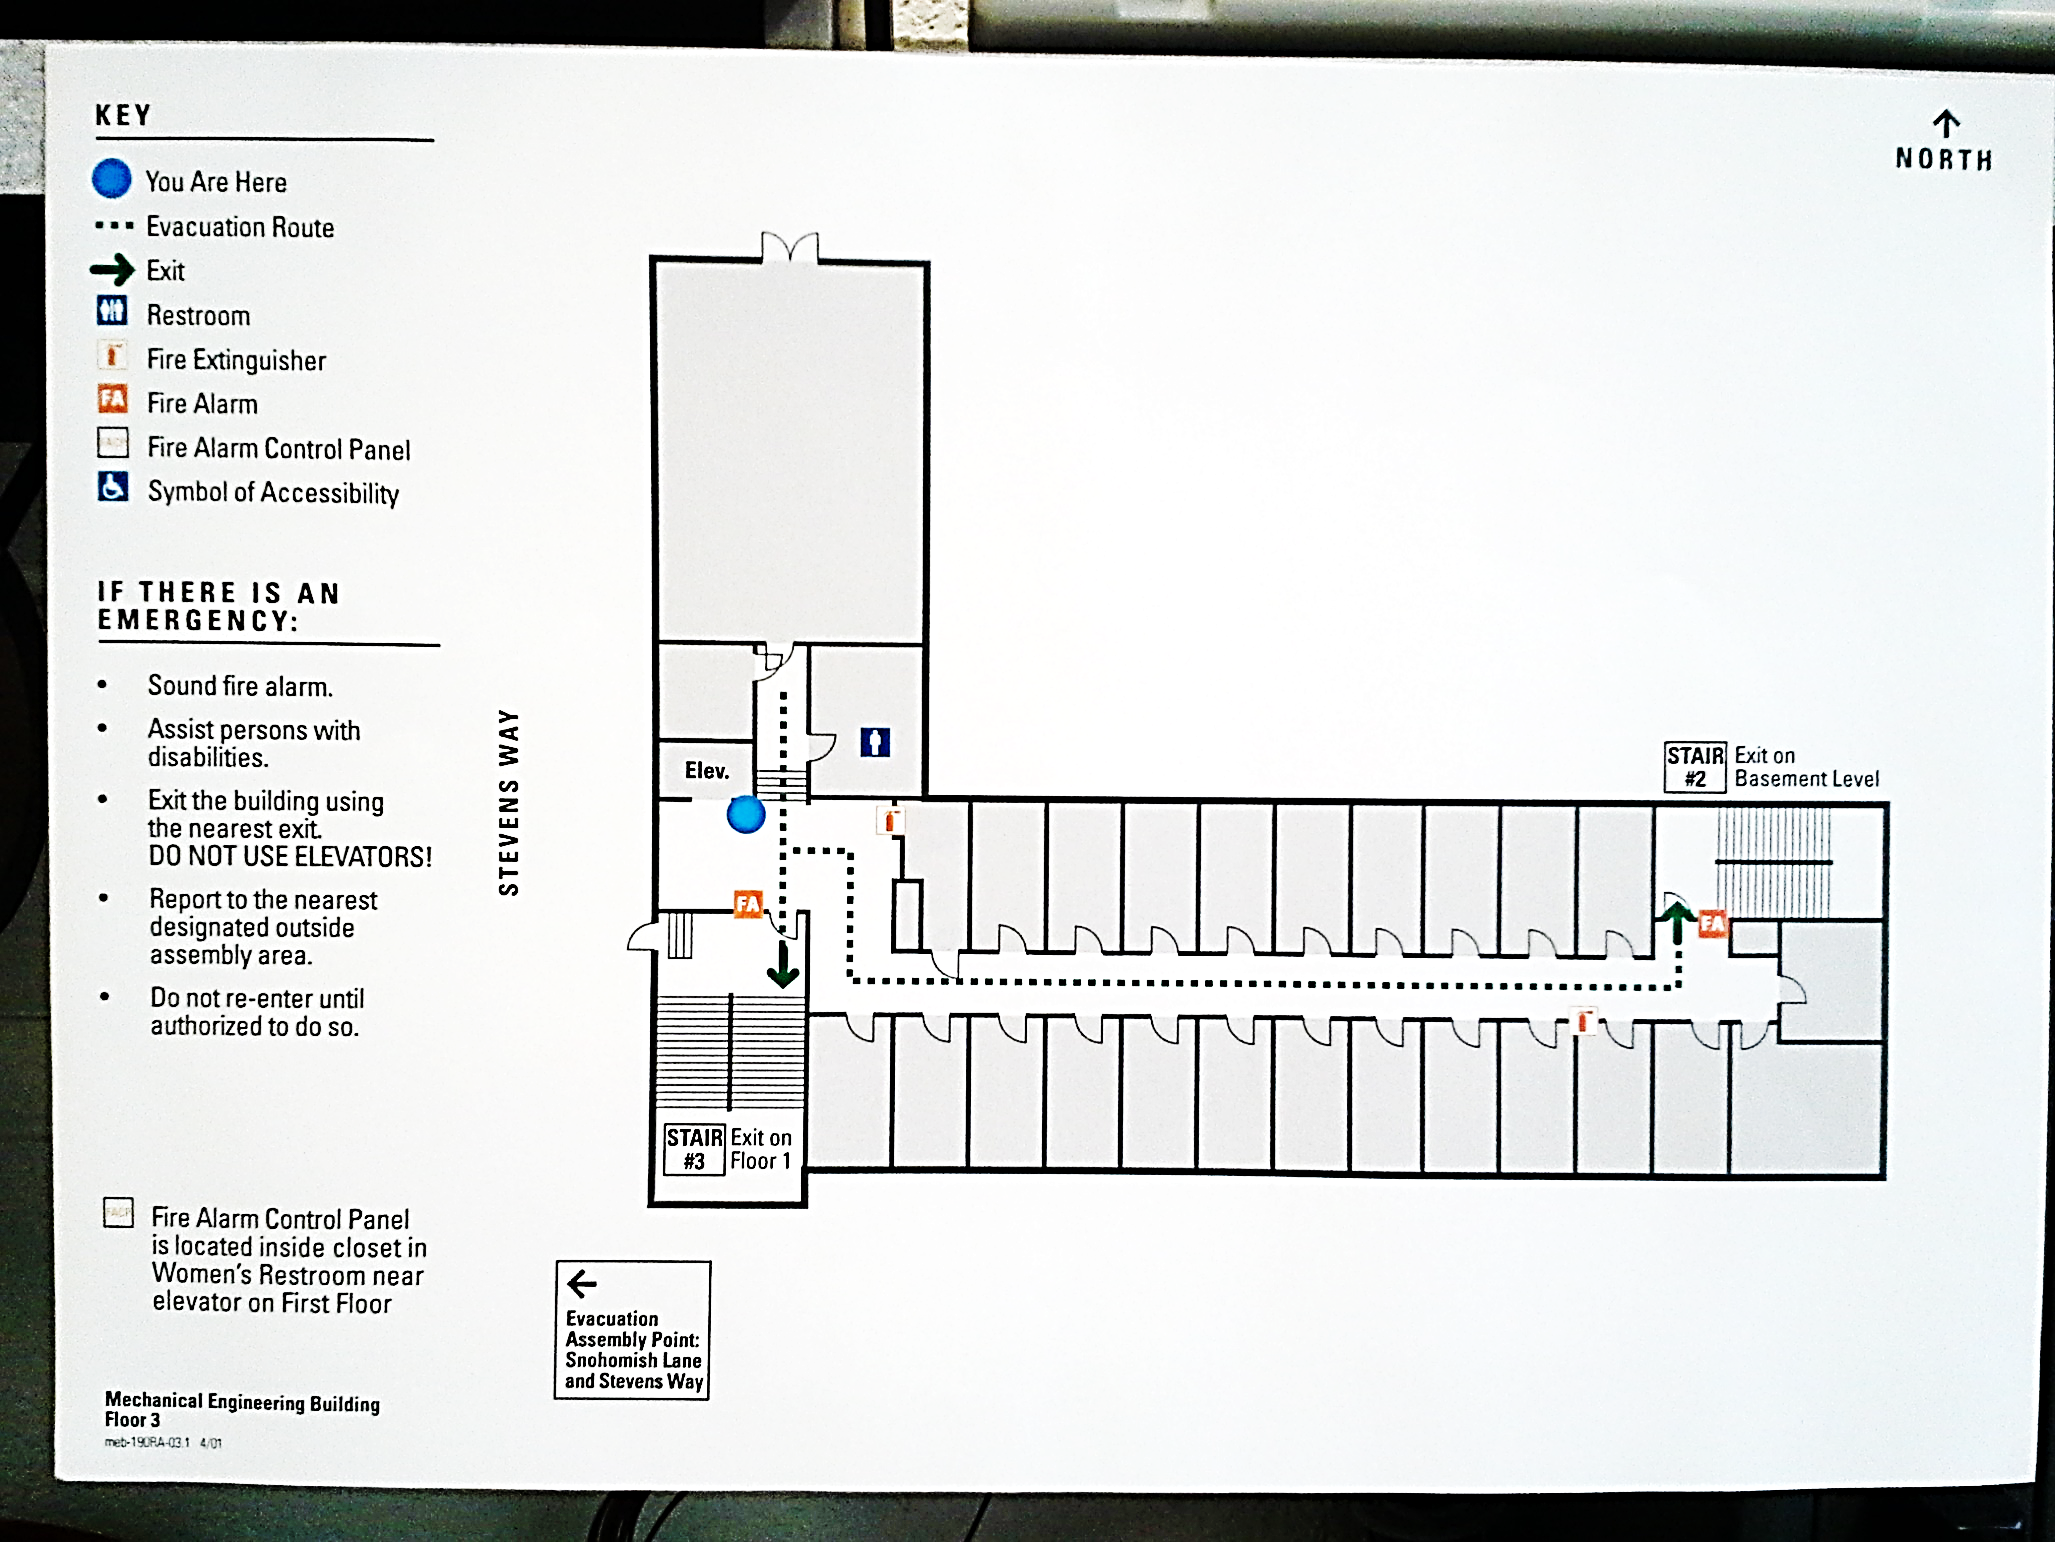 KEY
You Are Here
Evacuation Route
Exit
Restroom
Fire Extinguisher
FA
Fire Alarm
FACP
Fire Alarm Control Panel
Symbol of Accessibility
IF THERE IS AN
EMERGENCY:
• Sound fire alarm.
• Assist persons with
disabilities.
• Exit the building using
the nearest exit.
DO NOT USE ELEVATORS!
• Report to the nearest
designated outside
assembly area.
• Do not re-enter until
authorized to do so.
FACP
Fire Alarm Control Panel
is located inside closet in
Women's Restroom near
elevator on First Floor
Mechanical Engineering Building
Floor 3
meb-190RA-03.1 4/01
NORTH
STEVENS WAY
Elev.
FA
STAIR
#2
Exit on
Basement Level
FA
STAIR
#3
Exit on
Floor 1
Evacuation
Assembly Point:
Snohomish Lane
and Stevens Way